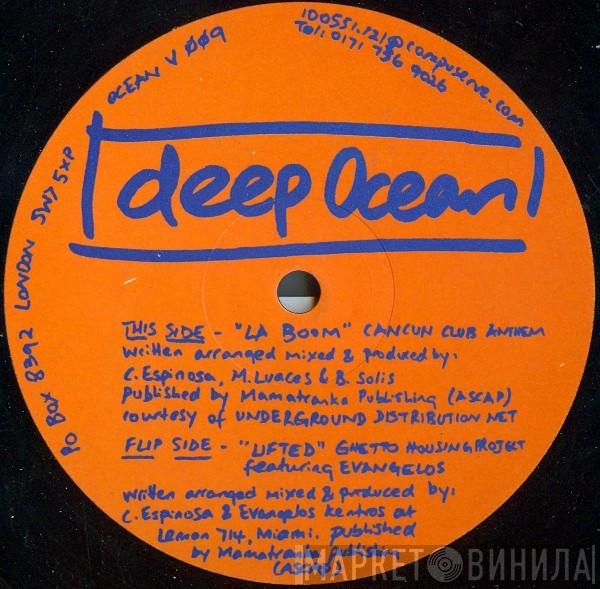 OCEAN V 009
100551.121@compuserve.com
Tel: 0171 736 9026
PO BOX 8392 LONDON SW7 5XP
deep Ocean
THIS SIDE - "LA BOOM" CANCUN CLUB ANTHEM
Written arranged mixed & produced by:
C. Espinosa, M. Luaces & B. Solis
Published by Mamatranka Publishing (ASCAP)
courtesy of UNDERGROUND DISTRIBUTION NET
FLIP SIDE - "LIFTED" GHETTO HOUSING PROJECT
featuring EVANGELOS
Written arranged mixed & produced by:
C. Espinosa & Evangelos Kentros at
Lemon 714, Miami. published
by Mamatranka Publishing
(ASCAP)
МАРКЕТ ВИНИЛА